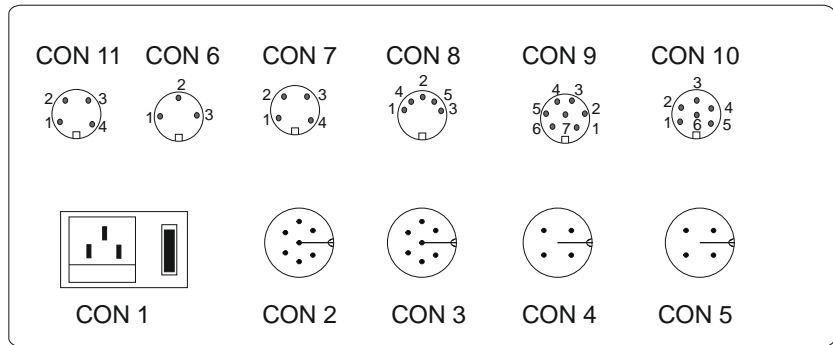 CON 11 CON 6 CON 7 CON 8 CON 9 CON 10
2 3 1 4
2 1 3
2 3 1 4
2 4 5 1 3
4 3 5 2 6 7 1
3 2 4 1 6 5
CON 1 CON 2 CON 3 CON 4 CON 5